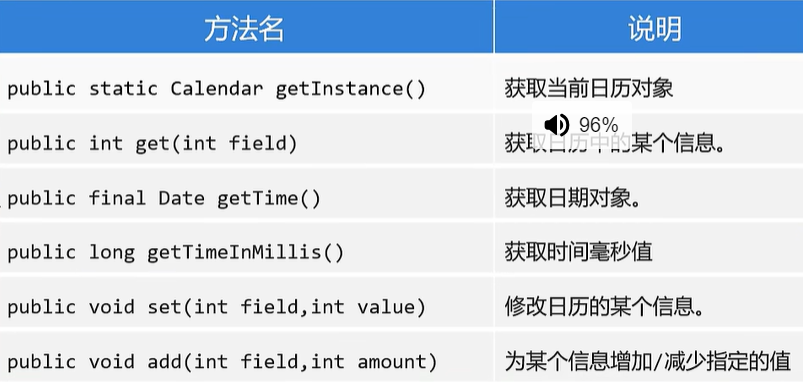 方法名 说明
public static Calendar getInstance() 获取当前日历对象
96%
public int get(int field) 获取日历中的某个信息。
public final Date getTime() 获取日期对象。
public long getTimeInMillis() 获取时间毫秒值
public void set(int field,int value) 修改日历的某个信息。
public void add(int field,int amount) 为某个信息增加/减少指定的值